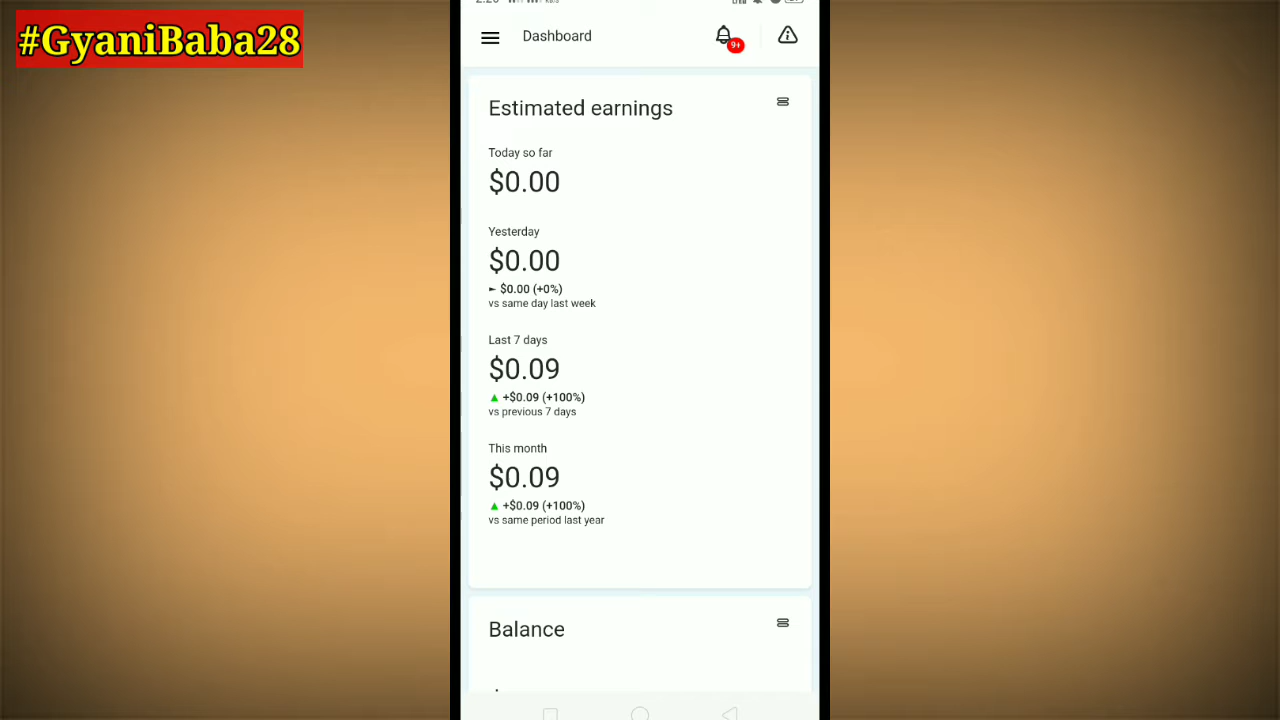 #GyaniBaba28
Dashboard
9+
Estimated earnings
Today so far
$0.00
Yesterday
$0.00
► $0.00 (+0%)
vs same day last week
Last 7 days
$0.09
▲ +$0.09 (+100%)
vs previous 7 days
This month
$0.09
▲ +$0.09 (+100%)
vs same period last year
Balance